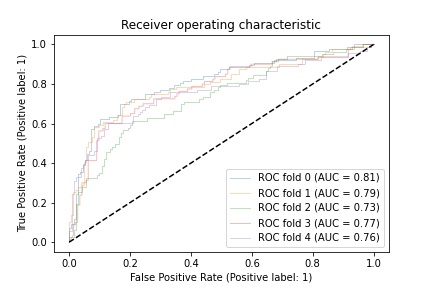 Receiver operating characteristic
True Positive Rate (Positive label: 1)
1.0
0.8
0.6
0.4
0.2
0.0
ROC fold 0 (AUC = 0.81)
ROC fold 1 (AUC = 0.79)
ROC fold 2 (AUC = 0.73)
ROC fold 3 (AUC = 0.77)
ROC fold 4 (AUC = 0.76)
0.0 0.2 0.4 0.6 0.8 1.0
False Positive Rate (Positive label: 1)